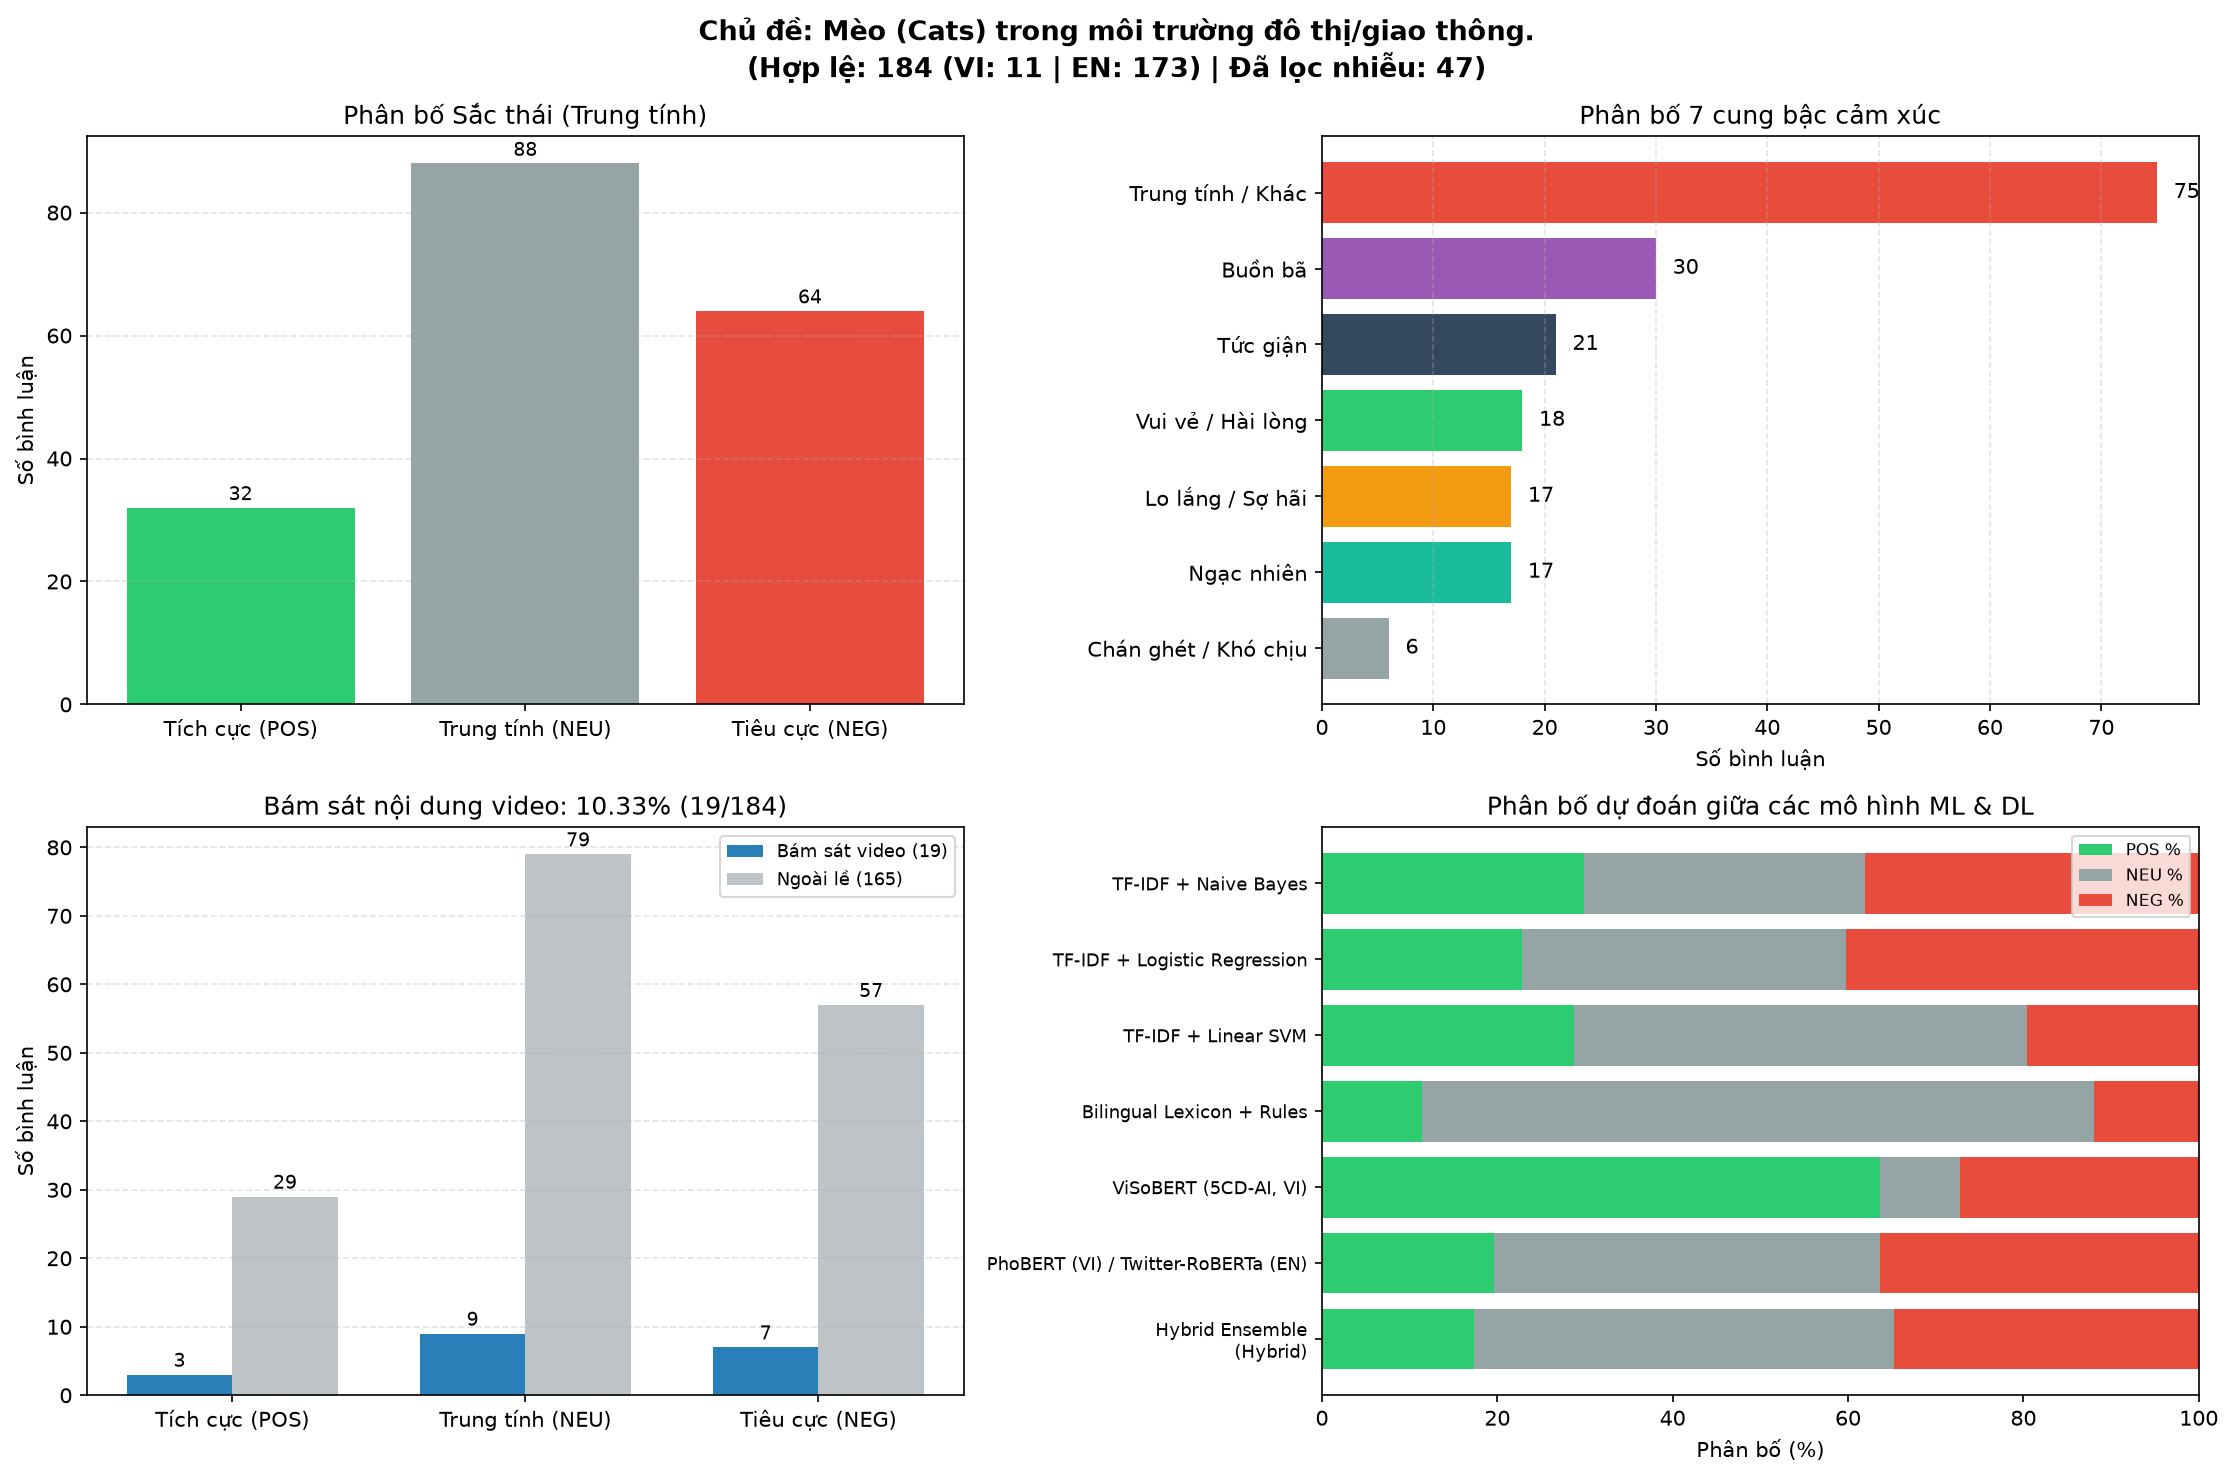 Chủ đề: Mèo (Cats) trong môi trường đô thị/giao thông.
(Hợp lệ: 184 (VI: 11 | EN: 173) | Đã lọc nhiễu: 47)
Phân bố Sắc thái (Trung tính)
Số bình luận
0
20
40
60
80
32
88
64
Tích cực (POS)
Trung tính (NEU)
Tiêu cực (NEG)
Phân bố 7 cung bậc cảm xúc
Trung tính / Khác
75
Buồn bã
30
Tức giận
21
Vui vẻ / Hài lòng
18
Lo lắng / Sợ hãi
17
Ngạc nhiên
17
Chán ghét / Khó chịu
6
0 10 20 30 40 50 60 70
Số bình luận
Bám sát nội dung video: 10.33% (19/184)
Bám sát video (19)
Ngoài lề (165)
Số bình luận
0
10
20
30
40
50
60
70
80
3
29
9
79
7
57
Tích cực (POS)
Trung tính (NEU)
Tiêu cực (NEG)
Phân bố dự đoán giữa các mô hình ML & DL
POS %
NEU %
NEG %
TF-IDF + Naive Bayes
TF-IDF + Logistic Regression
TF-IDF + Linear SVM
Bilingual Lexicon + Rules
ViSoBERT (5CD-AI, VI)
PhoBERT (VI) / Twitter-RoBERTa (EN)
Hybrid Ensemble
(Hybrid)
0 20 40 60 80 100
Phân bố (%)